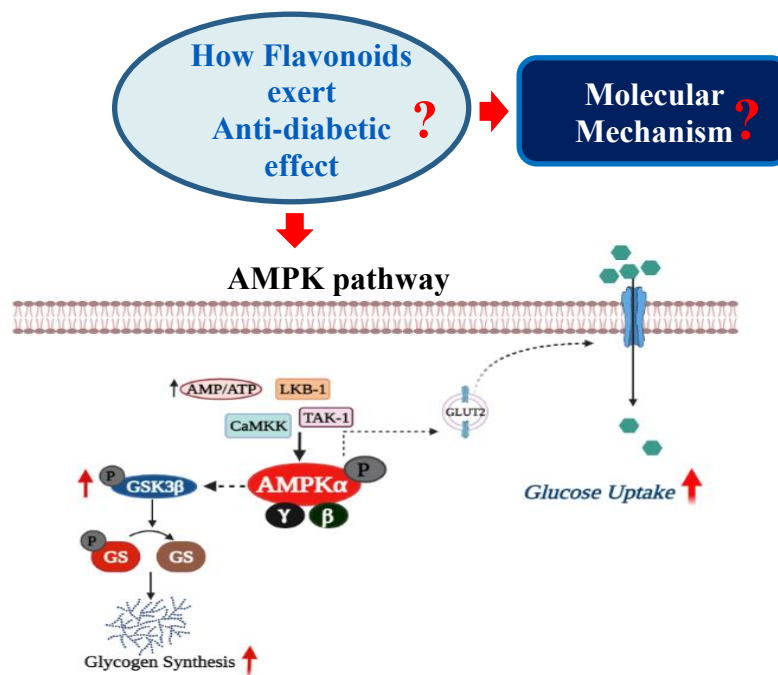 How Flavonoids
exert
Anti-diabetic
effect
?
Molecular
Mechanism
?
AMPK pathway
↑ AMP/ATP
LKB-1
CaMKK
TAK-1
GLUT2
P
GSK3β
AMPKα
P
γ
β
Glucose Uptake
P
GS
GS
Glycogen Synthesis